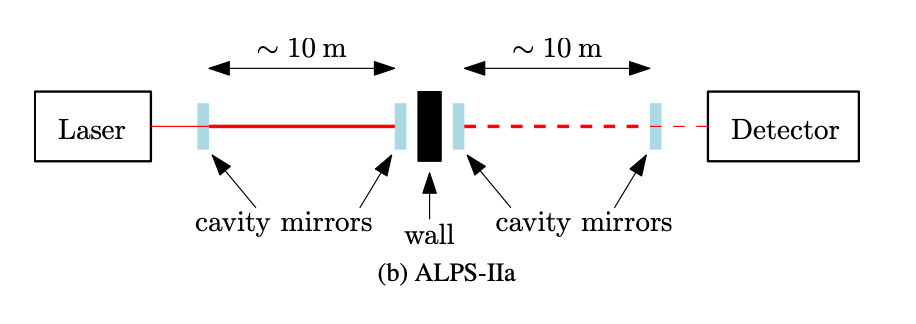 ∼ 10 m
∼ 10 m
Laser
Detector
cavity mirrors
cavity mirrors
wall
(b) ALPS-IIa